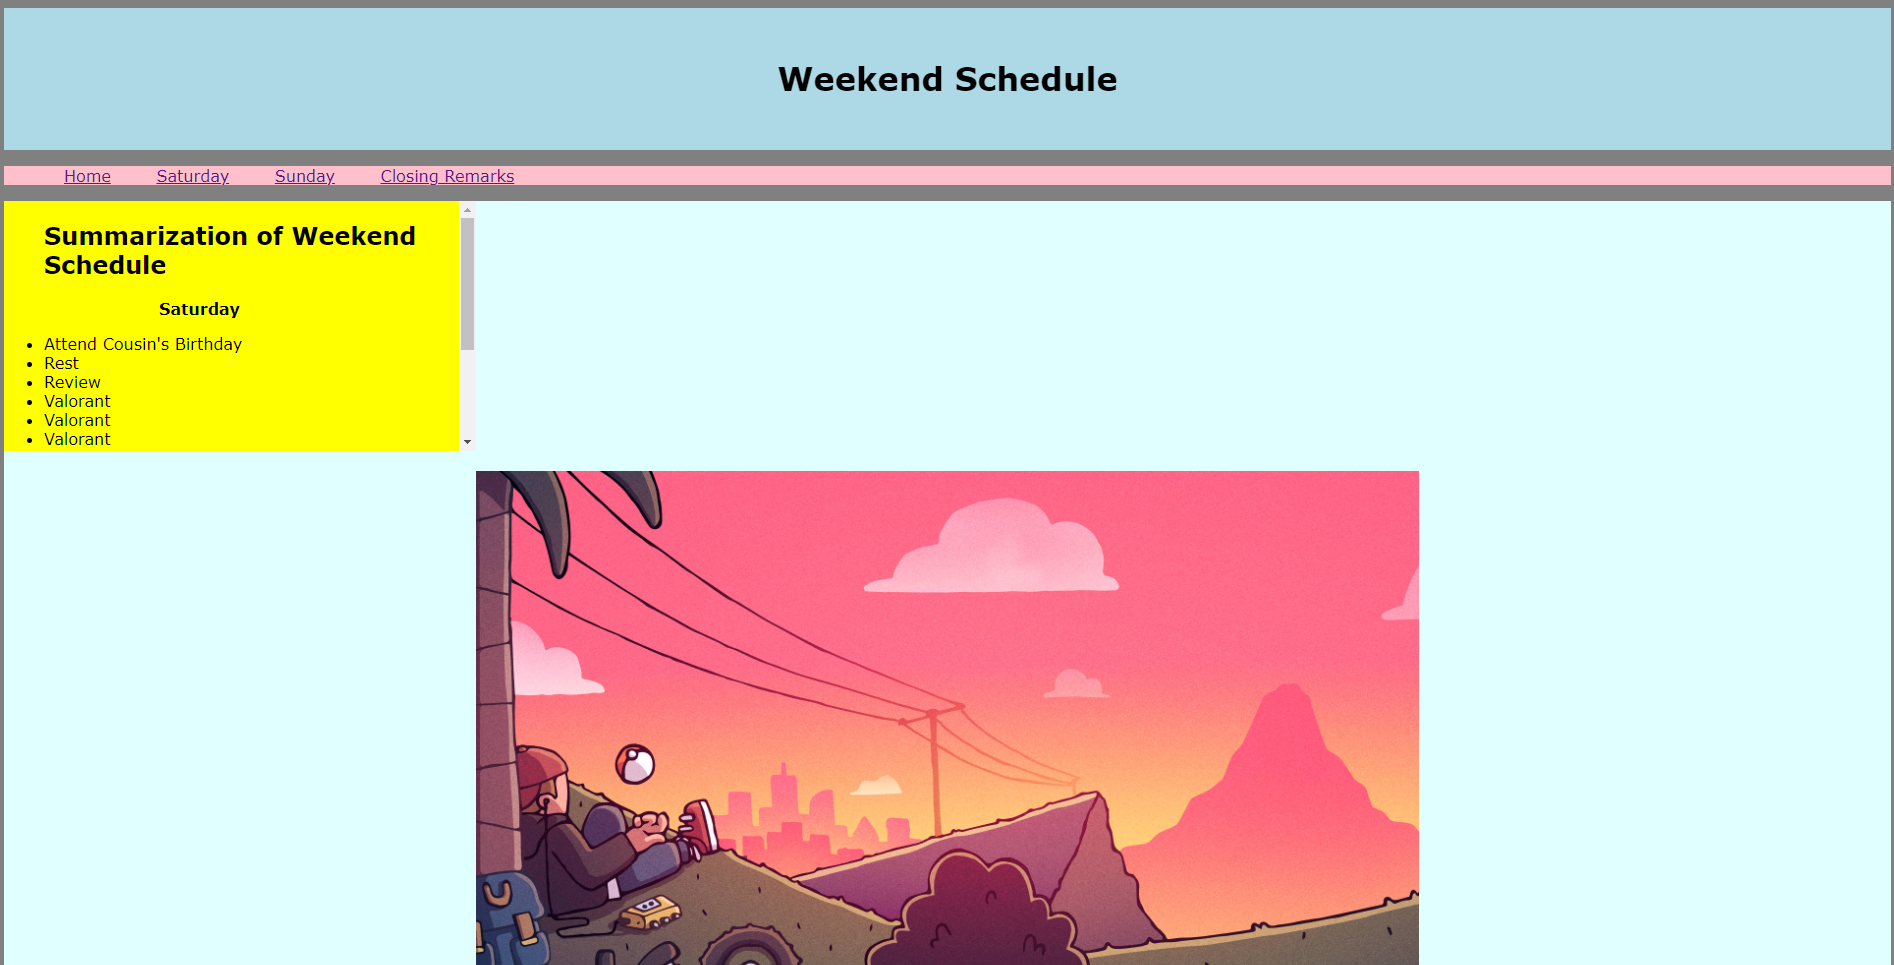 Weekend Schedule
Home Saturday Sunday Closing Remarks
Summarization of Weekend
Schedule
Saturday
Attend Cousin's Birthday
Rest
Review
Valorant
Valorant
Valorant